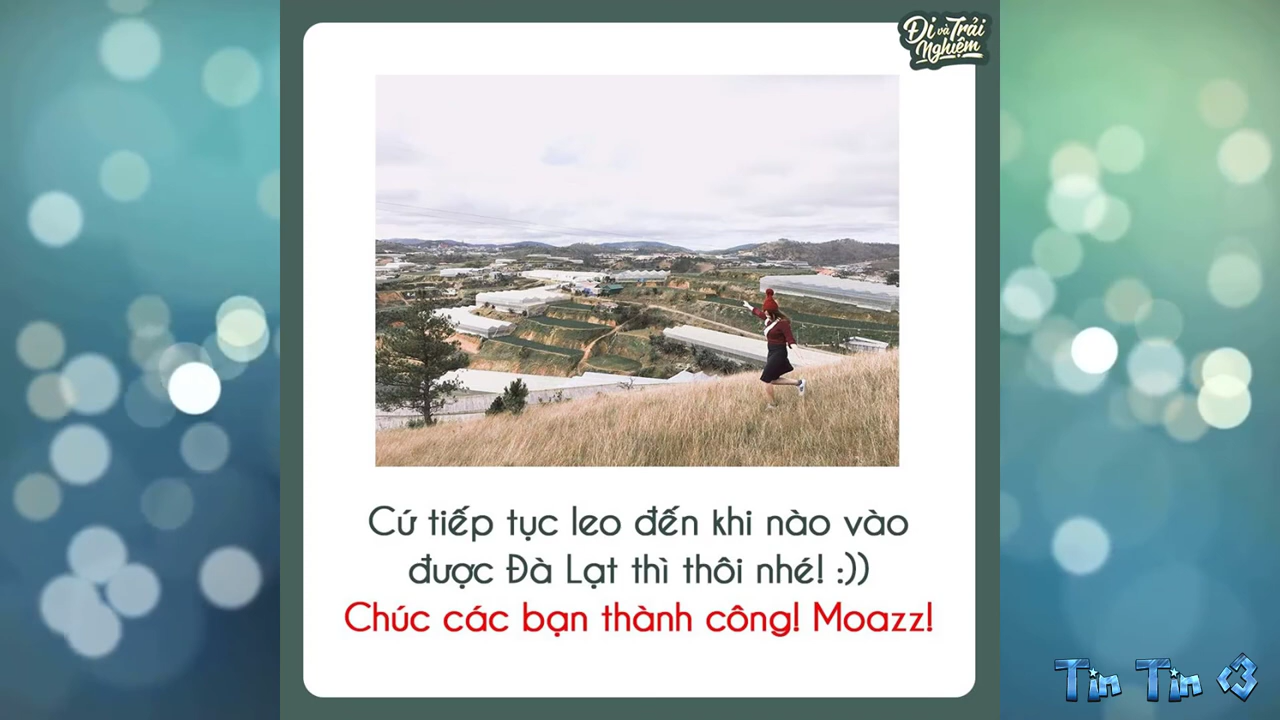 Đi và Trải
Nghiệm
Cứ tiếp tục leo đến khi nào vào
được Đà Lạt thì thôi nhé! :))
Chúc các bạn thành công! Moazz!
Tin Tin <3